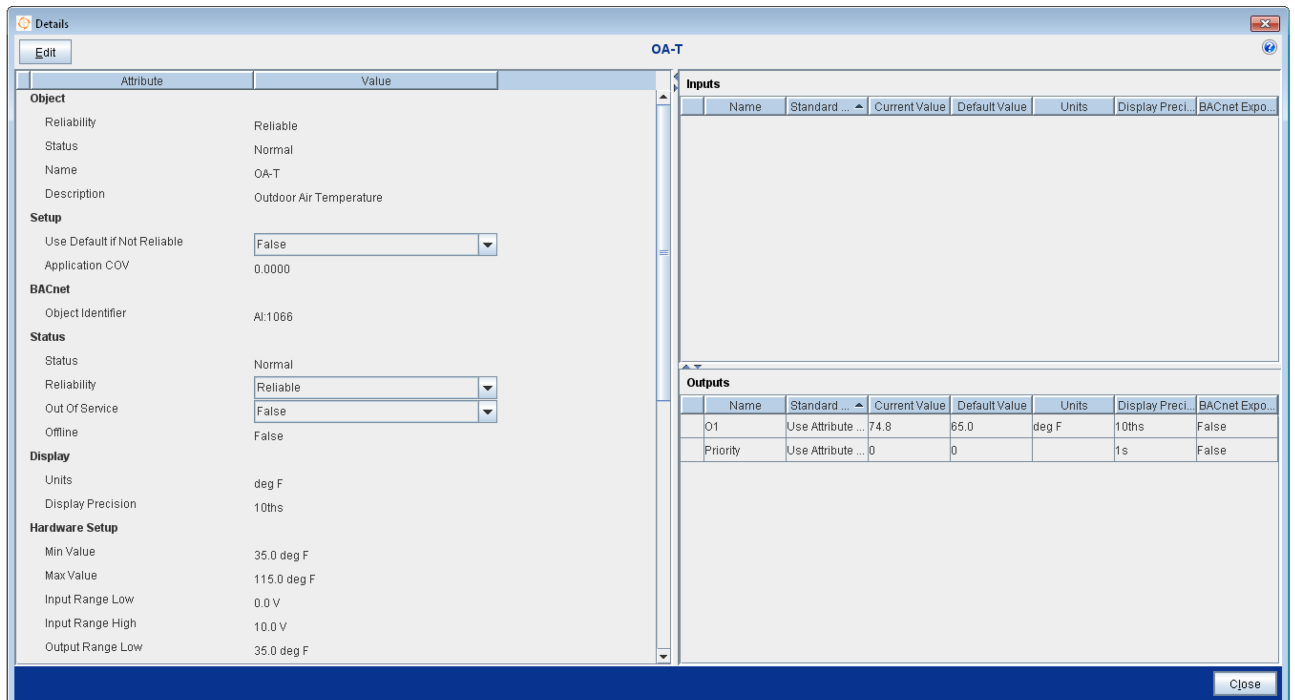 Details
Edit
OA-T
Attribute Value
Object
Reliability Reliable
Status Normal
Name OA-T
Description Outdoor Air Temperature
Setup
Use Default if Not Reliable False
Application COV 0.0000
BACnet
Object Identifier AI:1066
Status
Status Normal
Reliability Reliable
Out Of Service False
Offline False
Display
Units deg F
Display Precision 10ths
Hardware Setup
Min Value 35.0 deg F
Max Value 115.0 deg F
Input Range Low 0.0 V
Input Range High 10.0 V
Output Range Low 35.0 deg F
Inputs
Name Standard ... Current Value Default Value Units Display Preci... BACnet Expo...
Outputs
Name Standard ... Current Value Default Value Units Display Preci... BACnet Expo...
O1 Use Attribute ... 74.8 65.0 deg F 10ths False
Priority Use Attribute ... 0 0 1s False
Close